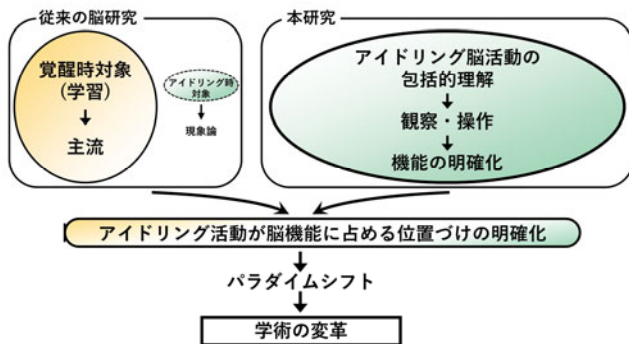 従来の脳研究
覚醒時対象
(学習)
主流
アイドリング時
対象
現象論
本研究
アイドリング脳活動の
包括的理解
観察・操作
機能の明確化
アイドリング活動が脳機能に占める位置づけの明確化
パラダイムシフト
学術の変革